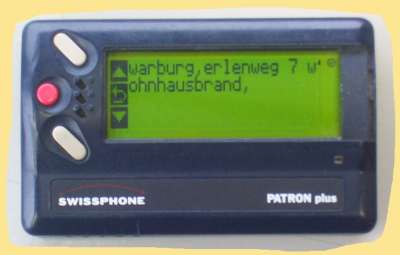 warburg,erlenweg 7 w
ohnhausbrand,
SWISSPHONE
PATRON plus